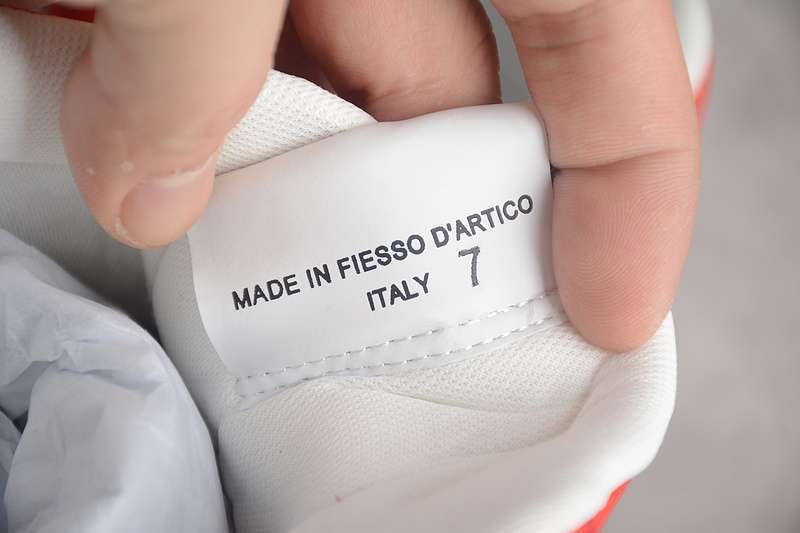 MADE IN FIESSO D'ARTICO
ITALY 7